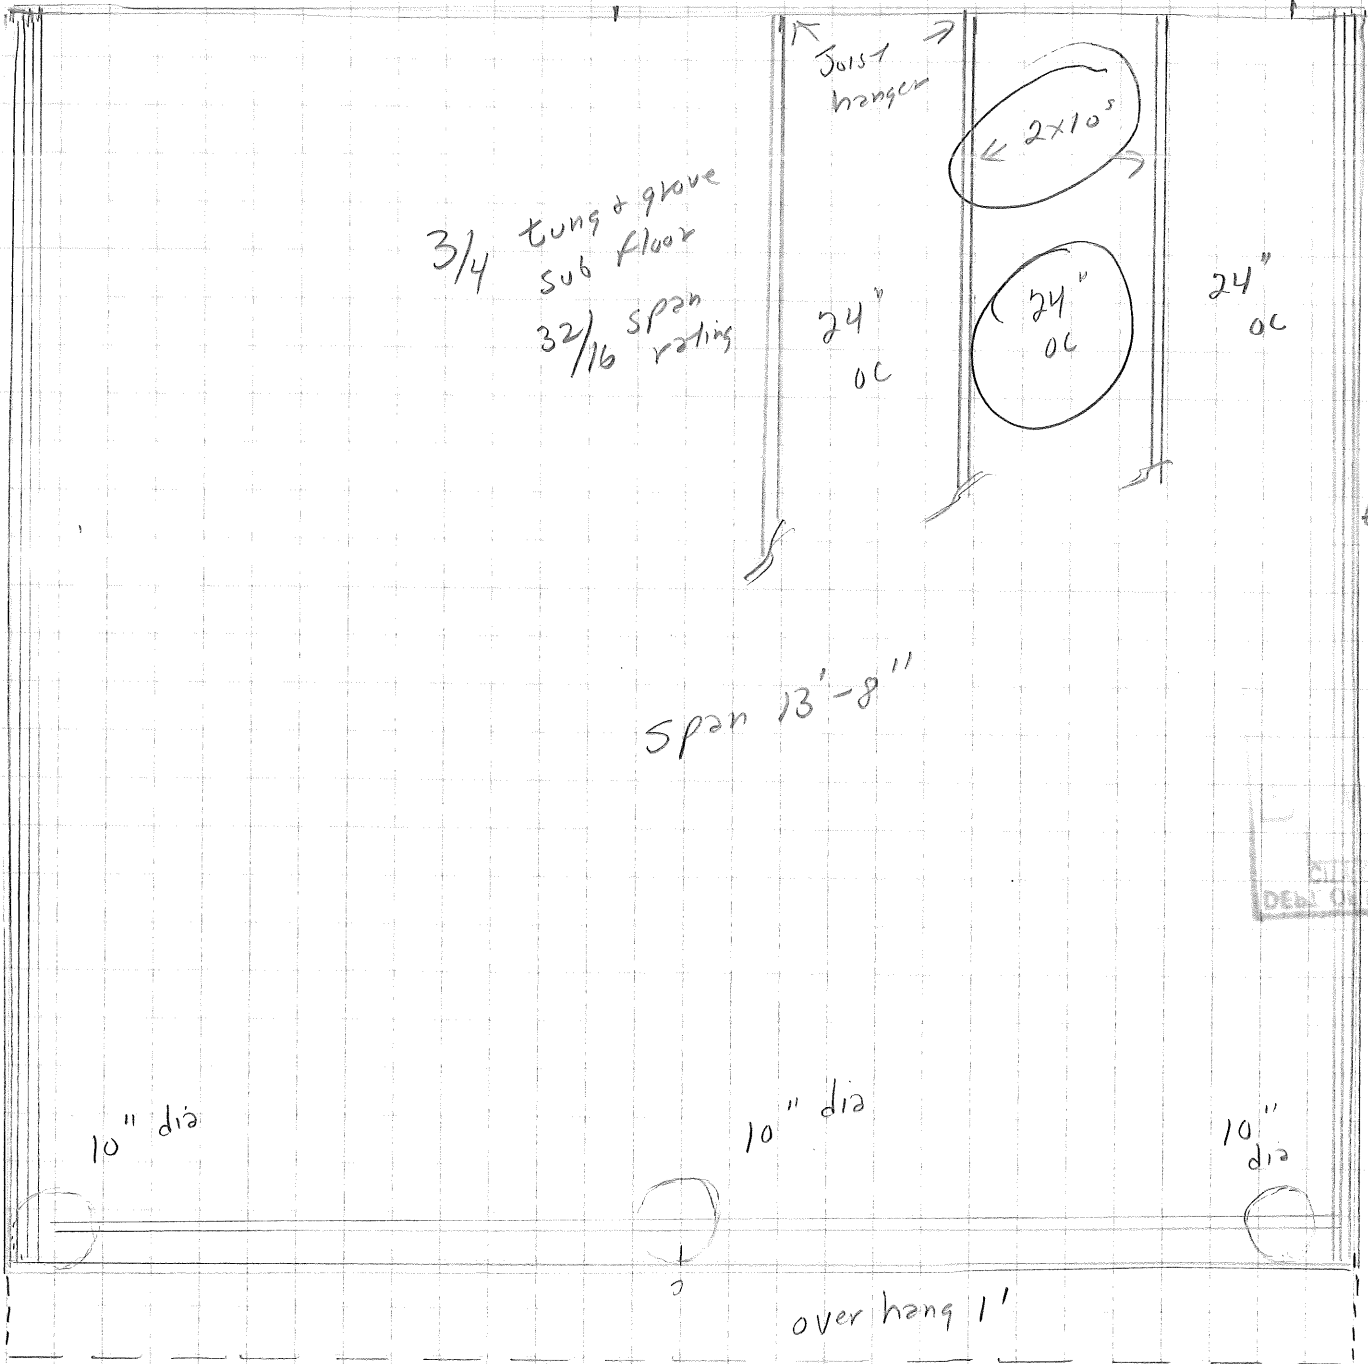 Joist
hanger
2x10s
3/4 tung & grove
sub floor
32/16 span
rating
24"
oc
24"
oc
24"
oc
span 13'-8"
10" dia
10" dia
10"
dia
over hang 1'